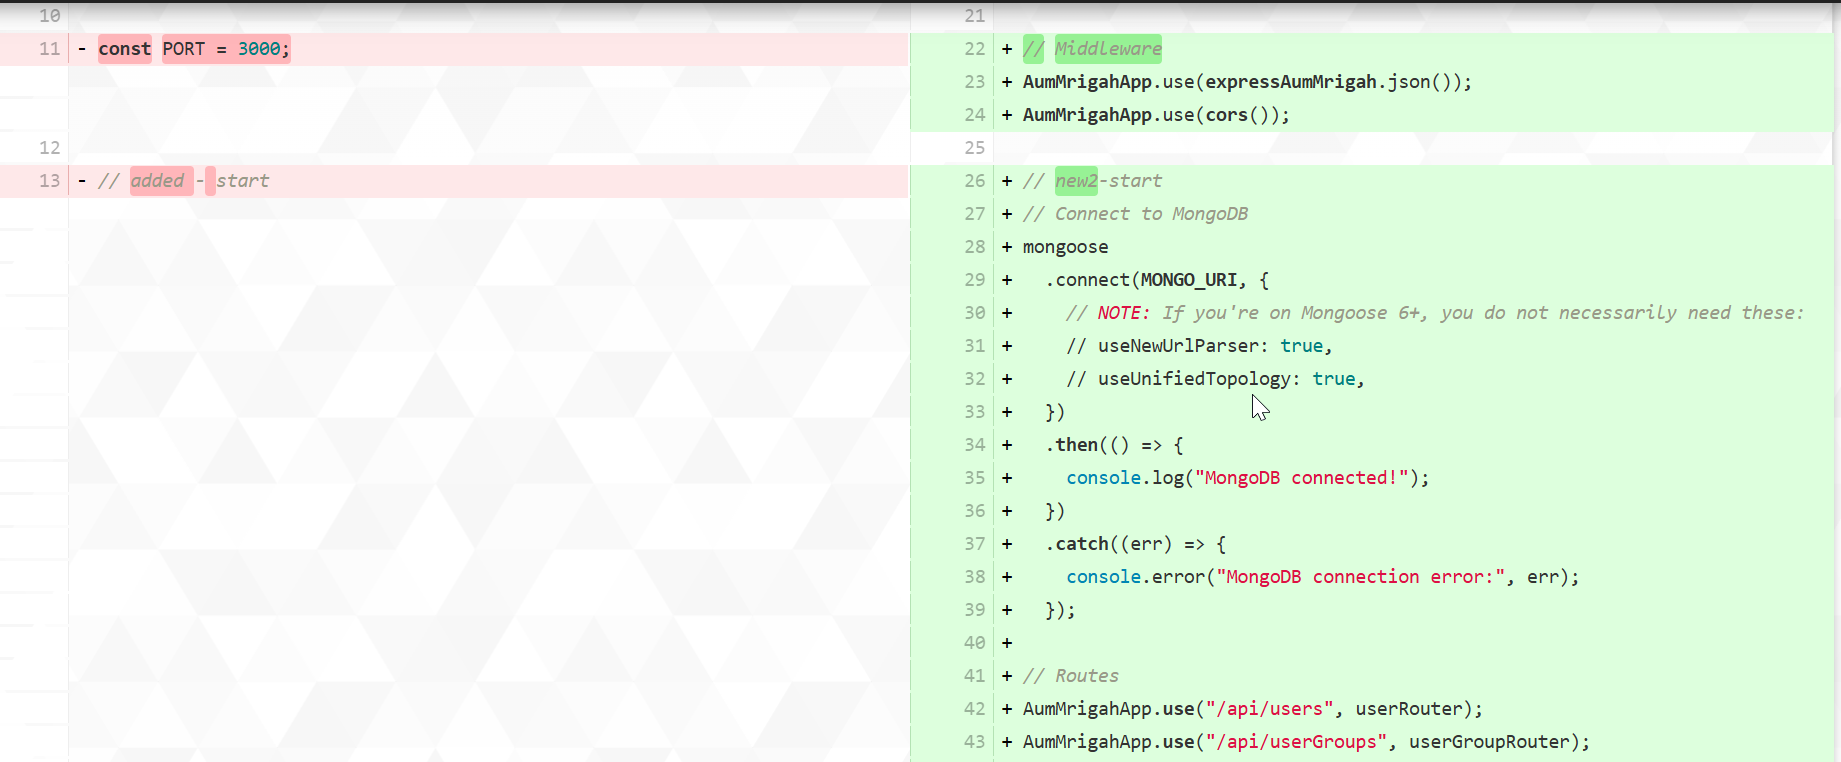 10
11 - const PORT = 3000;
12
13 - // added - start
21
22 + // Middleware
23 + AumMrigahApp.use(expressAumMrigah.json());
24 + AumMrigahApp.use(cors());
25
26 + // new2-start
27 + // Connect to MongoDB
28 + mongoose
29 +   .connect(MONGO_URI, {
30 +     // NOTE: If you're on Mongoose 6+, you do not necessarily need these:
31 +     // useNewUrlParser: true,
32 +     // useUnifiedTopology: true,
33 +   })
34 +   .then(() => {
35 +     console.log("MongoDB connected!");
36 +   })
37 +   .catch((err) => {
38 +     console.error("MongoDB connection error:", err);
39 +   });
40 +
41 + // Routes
42 + AumMrigahApp.use("/api/users", userRouter);
43 + AumMrigahApp.use("/api/userGroups", userGroupRouter);